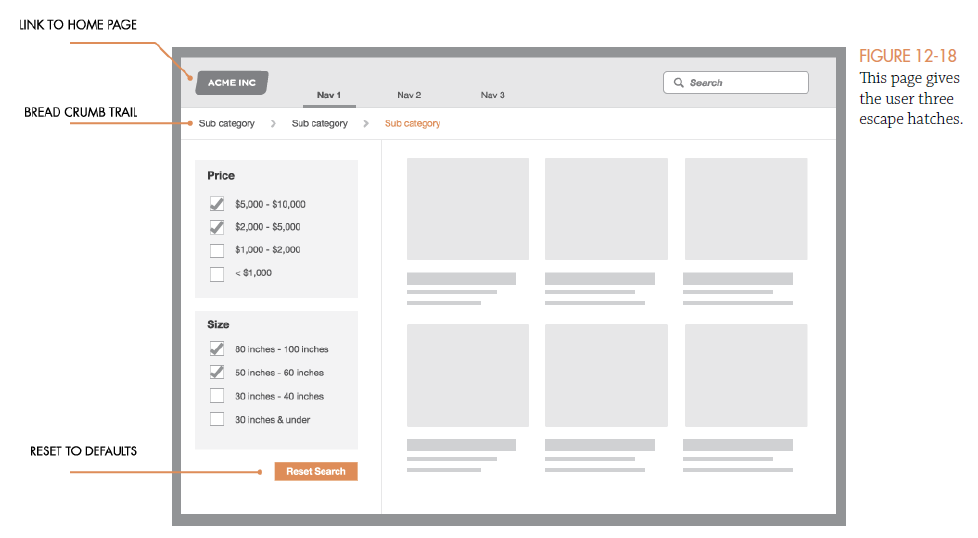 LINK TO HOME PAGE
ACME INC
Search
Nav 1
Nav 2
Nav 3
BREAD CRUMB TRAIL
Sub category > Sub category > Sub category
Price
$5,000 - $10,000
$2,000 - $5,000
$1,000 - $2,000
< $1,000
Size
80 inches - 100 inches
50 inches - 60 inches
30 inches - 40 inches
30 inches & under
RESET TO DEFAULTS
Reset Search
FIGURE 12-18
This page gives
the user three
escape hatches.